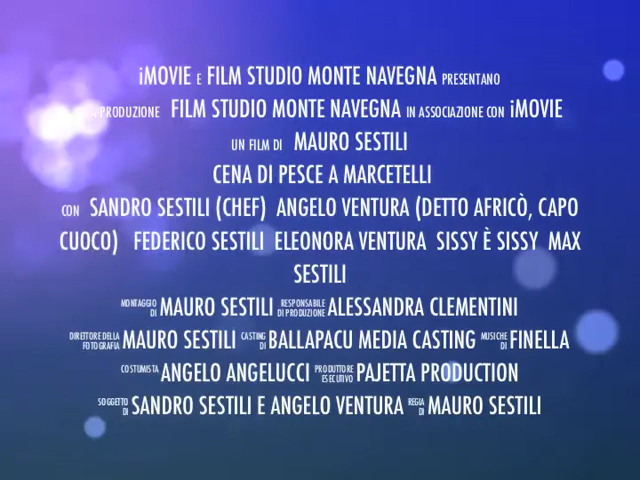 iMOVIE E FILM STUDIO MONTE NAVEGNA PRESENTANO
PRODUZIONE FILM STUDIO MONTE NAVEGNA IN ASSOCIAZIONE CON iMOVIE
UN FILM DI MAURO SESTILI
CENA DI PESCE A MARCETELLI
CON SANDRO SESTILI (CHEF) ANGELO VENTURA (DETTO AFRICÒ, CAPO
CUOCO) FEDERICO SESTILI ELEONORA VENTURA SISSY È SISSY MAX
SESTILI
MONTAGGIO DI MAURO SESTILI RESPONSABILE DI PRODUZIONE ALESSANDRA CLEMENTINI
DIRETTORE DELLA FOTOGRAFIA MAURO SESTILI CASTING DI BALLAPACU MEDIA CASTING MUSICHE DI FINELLA
COSTUMISTA ANGELO ANGELUCCI PRODUTTORE ESECUTIVO PAJETTA PRODUCTION
SOGGETTO DI SANDRO SESTILI E ANGELO VENTURA REGIA DI MAURO SESTILI